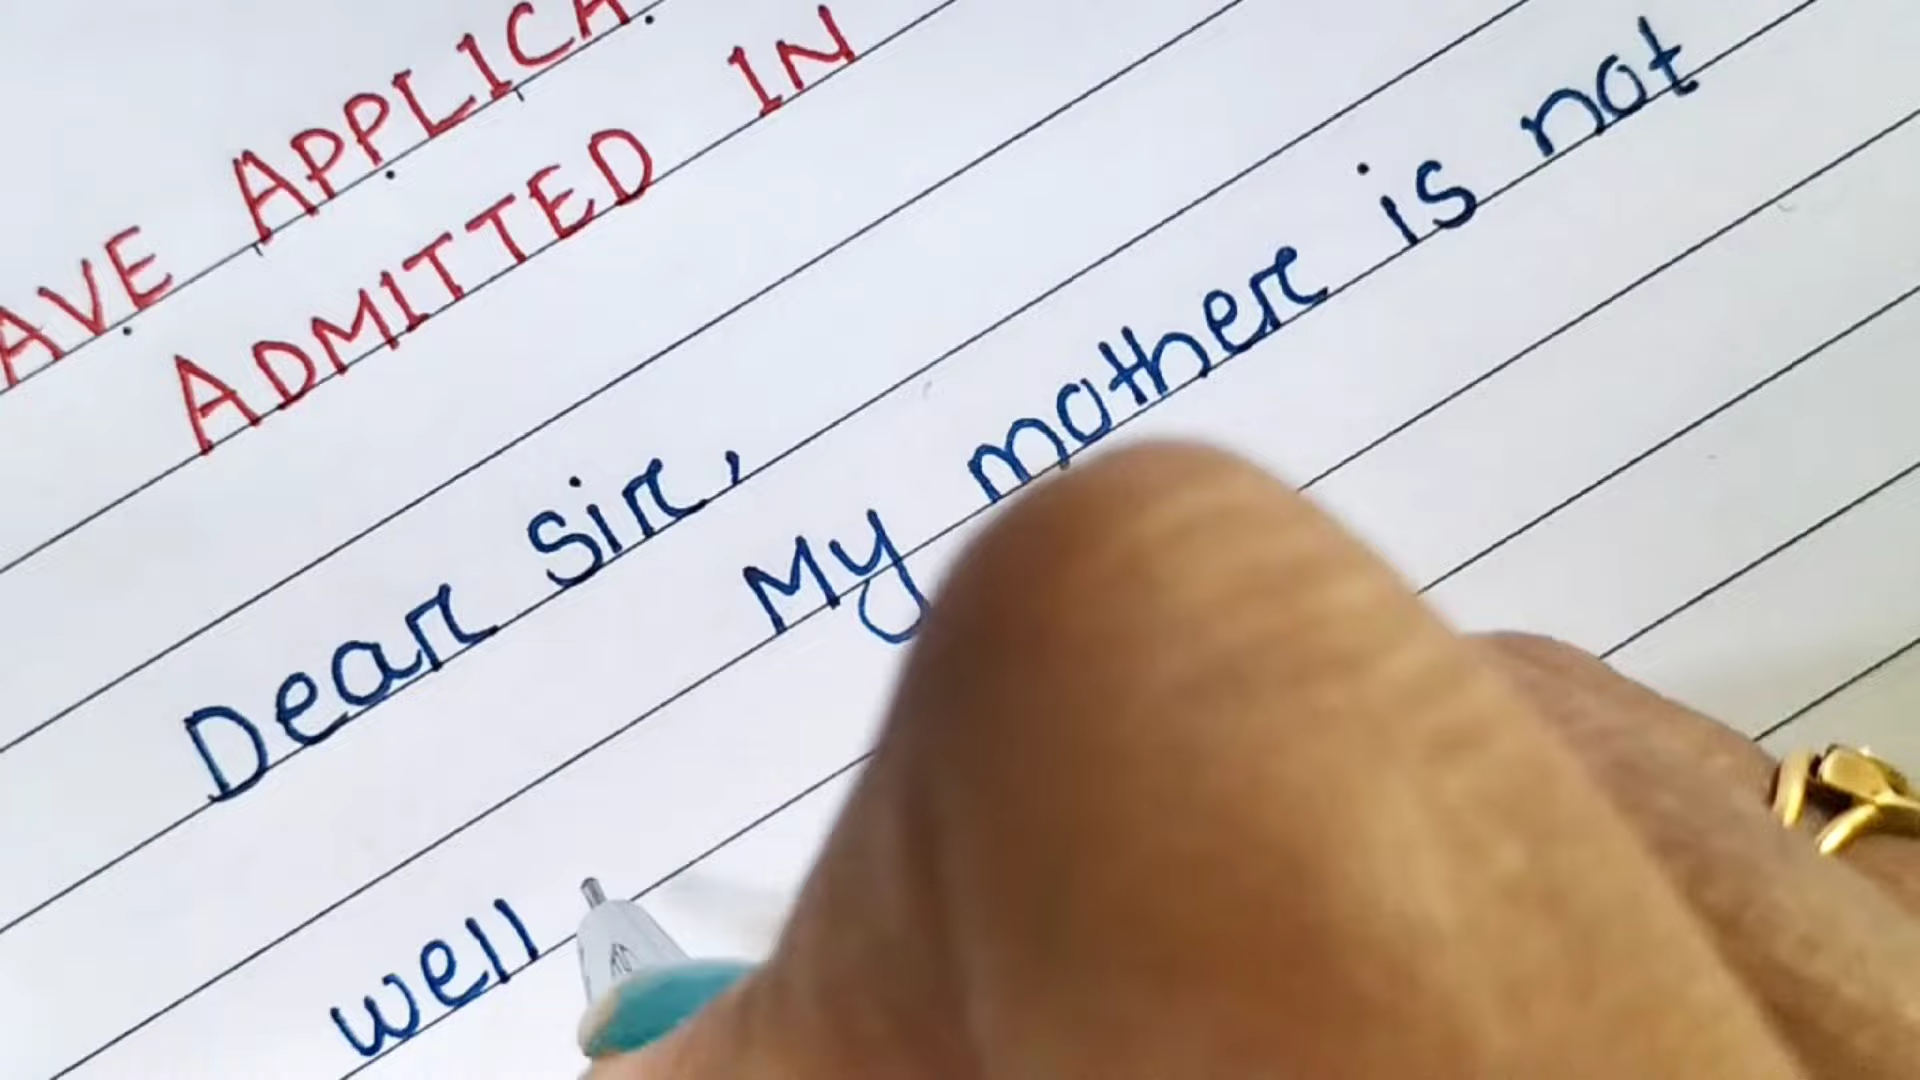 AVE APPLICA
ADMITTED IN
Dear Sir,
My mother is not
well